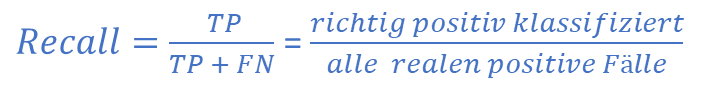 Recall = TP / TP + FN = richtig positiv klassifiziert / alle realen positive Fälle